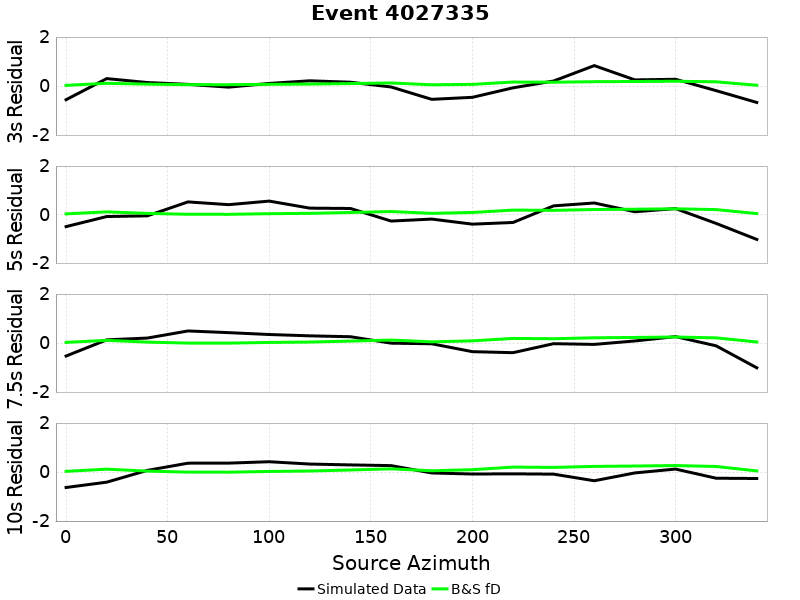 Event 4027335
3s Residual
2
0
-2
5s Residual
2
0
-2
7.5s Residual
2
0
-2
10s Residual
2
0
-2
0 50 100 150 200 250 300
Source Azimuth
Simulated Data B&S fD